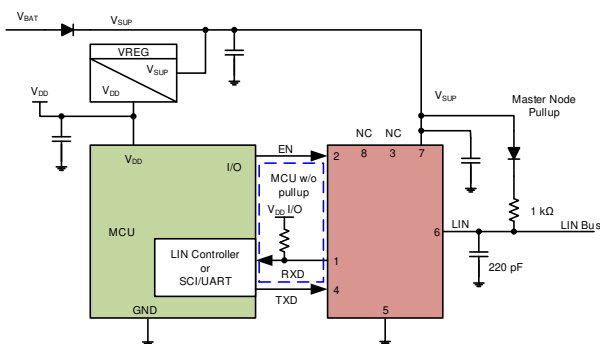 VBAT
VSUP
VREG
VSUP
VDD
VDD
VSUP
Master Node
Pullup
NC NC
EN
2 8 3 7
VDD
I/O
MCU w/o
pullup
VDD I/O
1 kΩ
MCU
6
LIN
LIN Bus
LIN Controller
or
SCI/UART
1
RXD
220 pF
4
TXD
GND
5